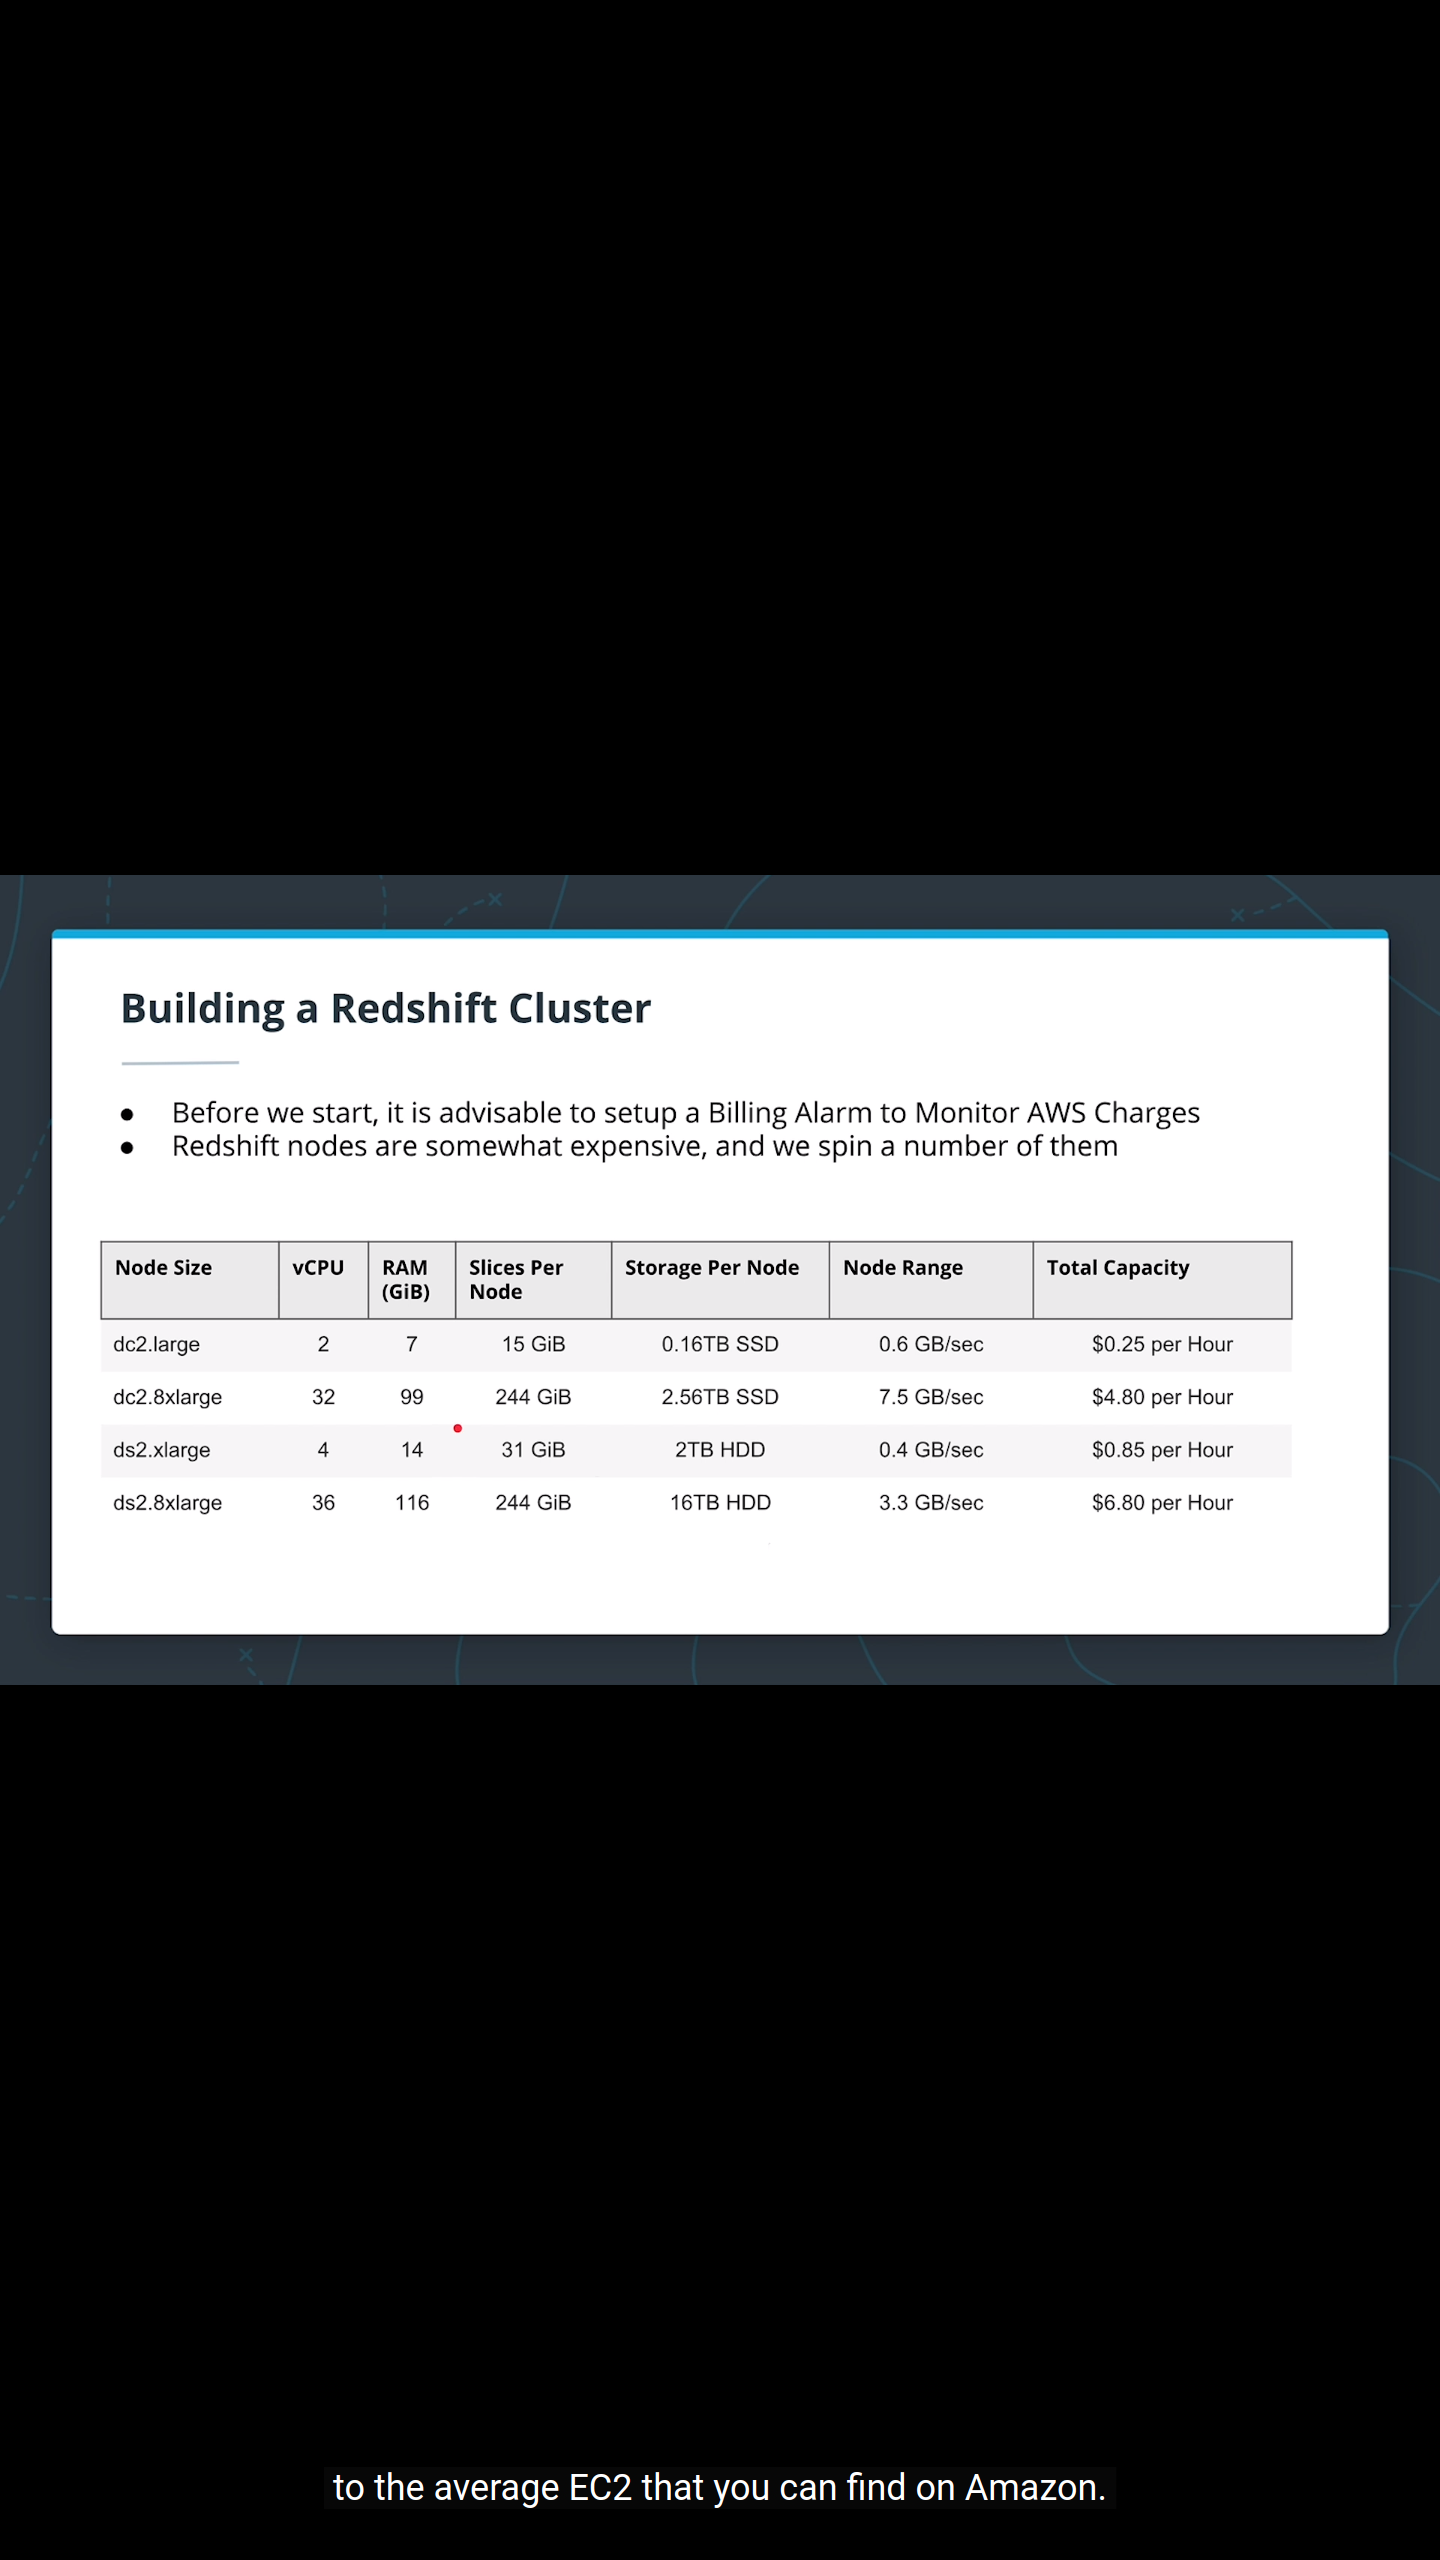 Building a Redshift Cluster
● Before we start, it is advisable to setup a Billing Alarm to Monitor AWS Charges
● Redshift nodes are somewhat expensive, and we spin a number of them
Node Size vCPU RAM (GiB) Slices Per Node Storage Per Node Node Range Total Capacity
dc2.large 2 7 15 GiB 0.16TB SSD 0.6 GB/sec $0.25 per Hour
dc2.8xlarge 32 99 244 GiB 2.56TB SSD 7.5 GB/sec $4.80 per Hour
ds2.xlarge 4 14 31 GiB 2TB HDD 0.4 GB/sec $0.85 per Hour
ds2.8xlarge 36 116 244 GiB 16TB HDD 3.3 GB/sec $6.80 per Hour
to the average EC2 that you can find on Amazon.